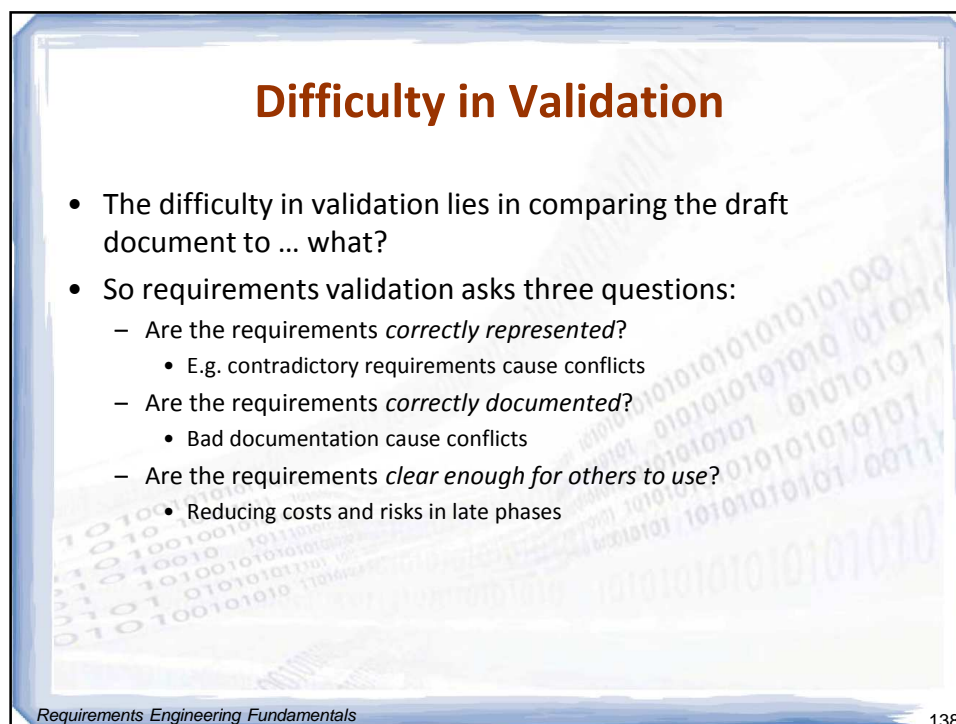 Difficulty in Validation
• The difficulty in validation lies in comparing the draft
document to … what?
• So requirements validation asks three questions:
– Are the requirements correctly represented?
• E.g. contradictory requirements cause conflicts
– Are the requirements correctly documented?
• Bad documentation cause conflicts
– Are the requirements clear enough for others to use?
• Reducing costs and risks in late phases
Requirements Engineering Fundamentals
138